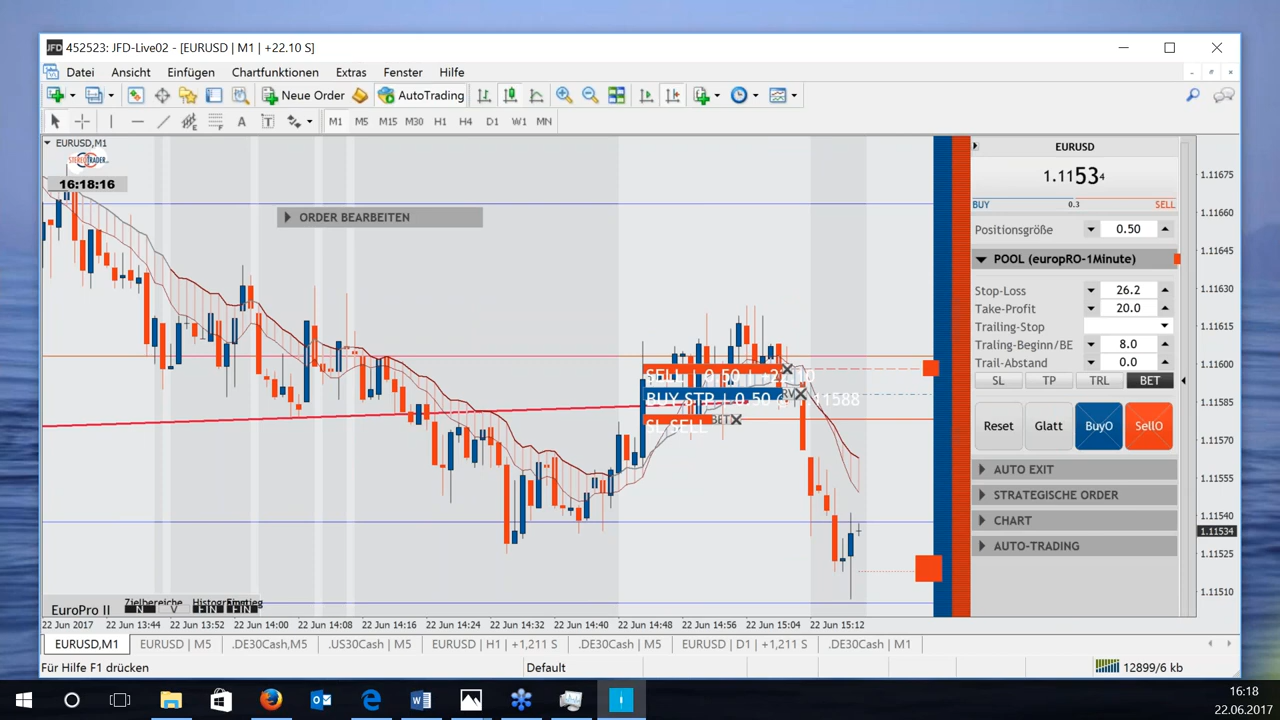 JFD 452523: JFD-Live02 - [EURUSD | M1 | +22.10 S]
Datei Ansicht Einfügen Chartfunktionen Extras Fenster Hilfe
Neue Order AutoTrading
A T M1 M5 M15 M30 H1 H4 D1 W1 MN
EURUSD,M1
STEREOTRADER
16:18:16
ORDER BEARBEITEN
SELL | 0.50 |
BUY STP | 0.50 @ 1.11588
RV
SL SELL
BET
EuroPro II
Zielbereiche
N V EIN EIN
EURUSD
1.11534
BUY 0.3 SELL
Positionsgröße 0.50
POOL (europRO-1Minute)
Stop-Loss 26.2
Take-Profit 20.0
Trailing-Stop
Traling-Beginn/BE 8.0
Trail-Abstand 0.0
SL TP TRL BET
Reset Glatt BuyO SellO
AUTO EXIT
STRATEGISCHE ORDER
CHART
AUTO-TRADING
1.11675
1.11660
1.11645
1.11630
1.11615
1.11600
1.11585
1.11570
1.11555
1.11540
1.11534
1.11525
1.11510
22 Jun 2017 22 Jun 13:44 22 Jun 13:52 22 Jun 14:00 22 Jun 14:08 22 Jun 14:16 22 Jun 14:24 22 Jun 14:32 22 Jun 14:40 22 Jun 14:48 22 Jun 14:56 22 Jun 15:04 22 Jun 15:12
EURUSD,M1 EURUSD | M5 .DE30Cash,M5 .US30Cash | M5 EURUSD | H1 | +1,211 S .DE30Cash | M5 EURUSD | D1 | +1,211 S .DE30Cash | M1
Für Hilfe F1 drücken Default 12899/6 kb
16:18
22.06.2017